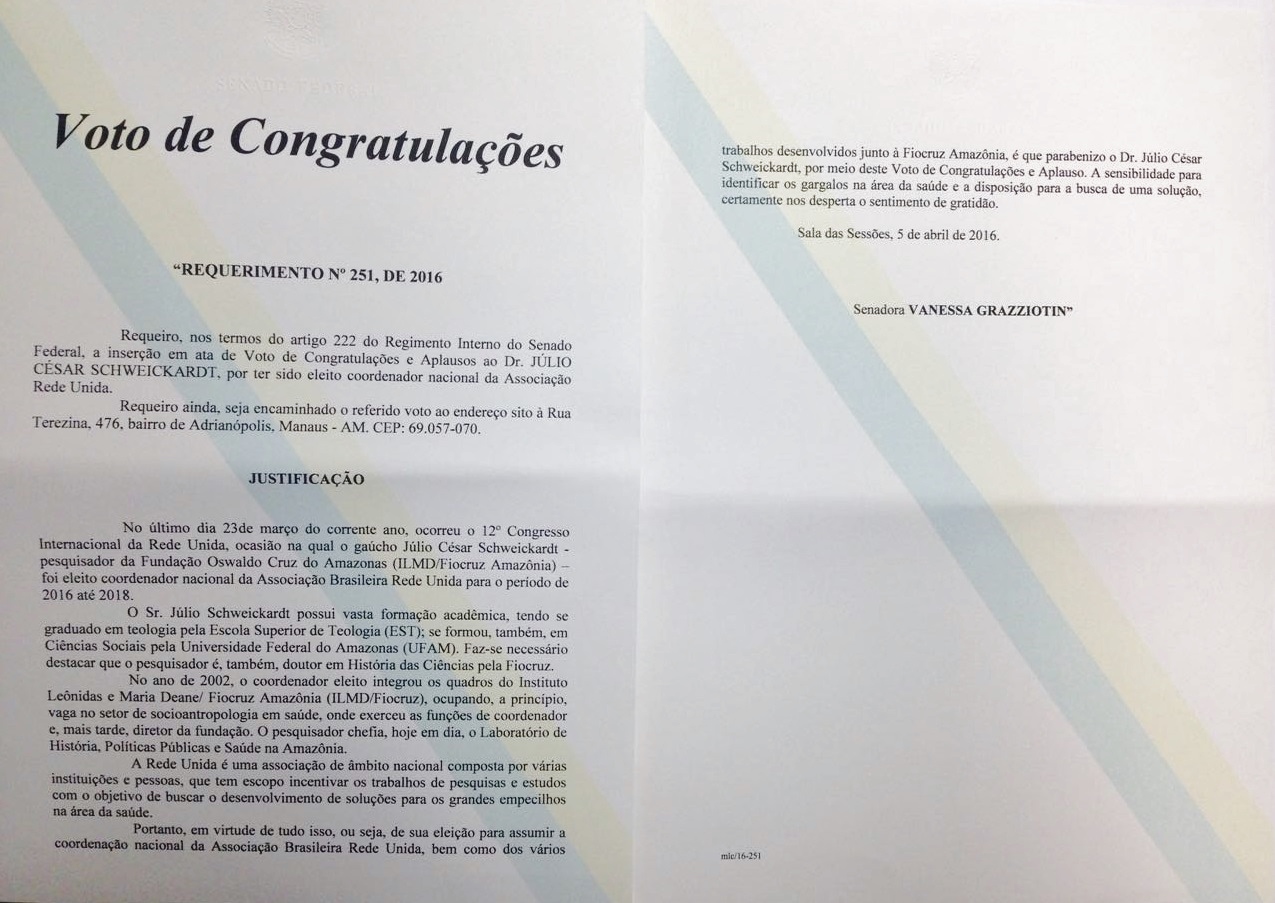 SENADO FEDERAL
Voto de Congratulações
“REQUERIMENTO Nº 251, DE 2016
Requeiro, nos termos do artigo 222 do Regimento Interno do Senado
Federal, a inserção em ata de Voto de Congratulações e Aplausos ao Dr. JÚLIO
CÉSAR SCHWEICKARDT, por ter sido eleito coordenador nacional da Associação
Rede Unida.
Requeiro ainda, seja encaminhado o referido voto ao endereço sito à Rua
Terezina, 476, bairro de Adrianópolis, Manaus - AM. CEP: 69.057-070.
JUSTIFICAÇÃO
No último dia 23de março do corrente ano, ocorreu o 12º Congresso
Internacional da Rede Unida, ocasião na qual o gaúcho Júlio César Schweickardt -
pesquisador da Fundação Oswaldo Cruz do Amazonas (ILMD/Fiocruz Amazônia) –
foi eleito coordenador nacional da Associação Brasileira Rede Unida para o período de
2016 até 2018.
O Sr. Júlio Schweickardt possui vasta formação acadêmica, tendo se
graduado em teologia pela Escola Superior de Teologia (EST); se formou, também, em
Ciências Sociais pela Universidade Federal do Amazonas (UFAM). Faz-se necessário
destacar que o pesquisador é, também, doutor em História das Ciências pela Fiocruz.
No ano de 2002, o coordenador eleito integrou os quadros do Instituto
Leônidas e Maria Deane/ Fiocruz Amazônia (ILMD/Fiocruz), ocupando, a princípio,
vaga no setor de socioantropologia em saúde, onde exerceu as funções de coordenador
e, mais tarde, diretor da fundação. O pesquisador chefia, hoje em dia, o Laboratório de
História, Políticas Públicas e Saúde na Amazônia.
A Rede Unida é uma associação de âmbito nacional composta por várias
instituições e pessoas, que tem escopo incentivar os trabalhos de pesquisas e estudos
com o objetivo de buscar o desenvolvimento de soluções para os grandes empecilhos
na área da saúde.
Portanto, em virtude de tudo isso, ou seja, de sua eleição para assumir a
coordenação nacional da Associação Brasileira Rede Unida, bem como dos vários
trabalhos desenvolvidos junto à Fiocruz Amazônia, é que parabenizo o Dr. Júlio César
Schweickardt, por meio deste Voto de Congratulações e Aplauso. A sensibilidade para
identificar os gargalos na área da saúde e a disposição para a busca de uma solução,
certamente nos desperta o sentimento de gratidão.
Sala das Sessões, 5 de abril de 2016.
Senadora VANESSA GRAZZIOTIN”
mlc/16-251